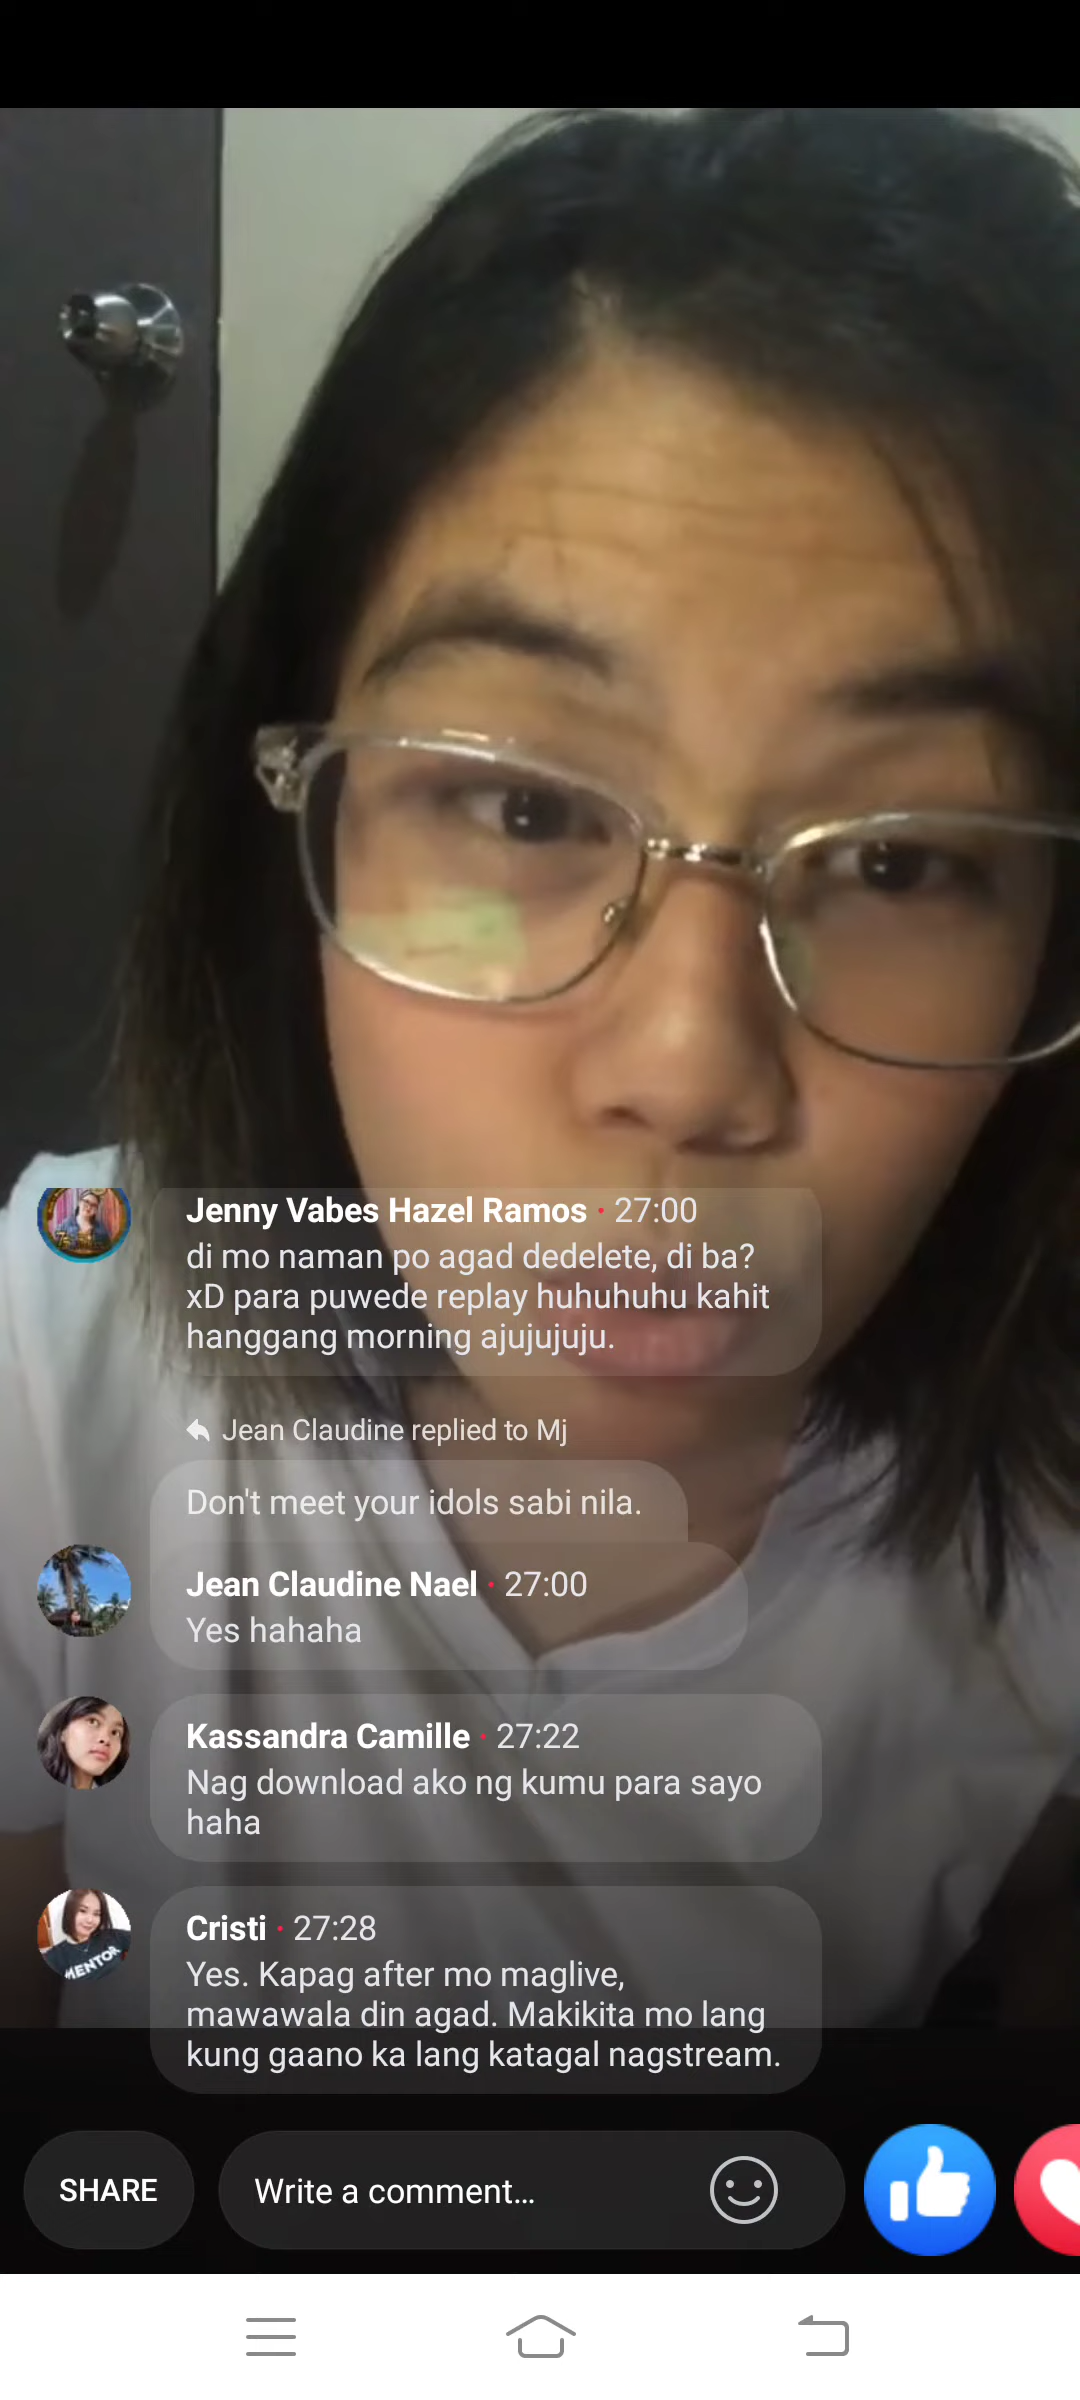 Jenny Vabes Hazel Ramos · 27:00
di mo naman po agad dedelete, di ba?
xD para puwede replay huhuhuhu kahit
hanggang morning ajujujuju.
Jean Claudine replied to Mj
Don't meet your idols sabi nila.
Jean Claudine Nael · 27:00
Yes hahaha
Kassandra Camille · 27:22
Nag download ako ng kumu para sayo
haha
MENTOR
Cristi · 27:28
Yes. Kapag after mo maglive,
mawawala din agad. Makikita mo lang
kung gaano ka lang katagal nagstream.
SHARE
Write a comment...